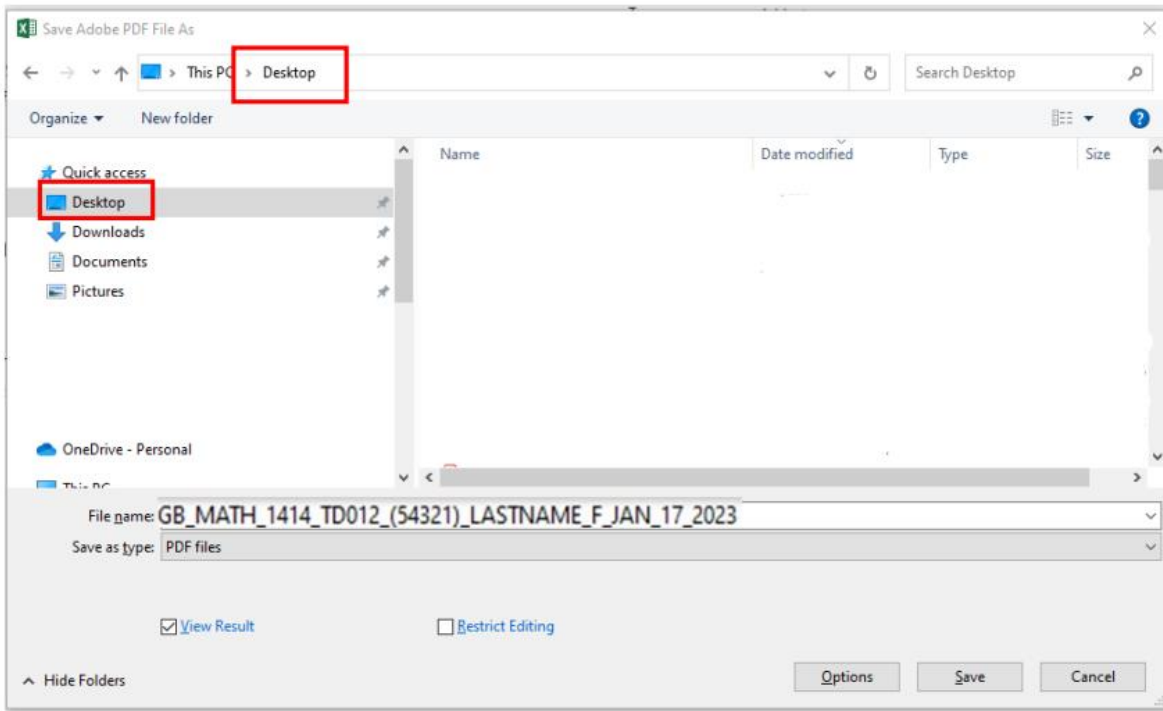 Save Adobe PDF File As
This PC > Desktop
Search Desktop
Organize
New folder
Name
Date modified
Type
Size
Quick access
Desktop
Downloads
Documents
Pictures
OneDrive - Personal
This PC
File name: GB_MATH_1414_TD012_(54321)_LASTNAME_F_JAN_17_2023
Save as type: PDF files
View Result
Restrict Editing
Hide Folders
Options
Save
Cancel